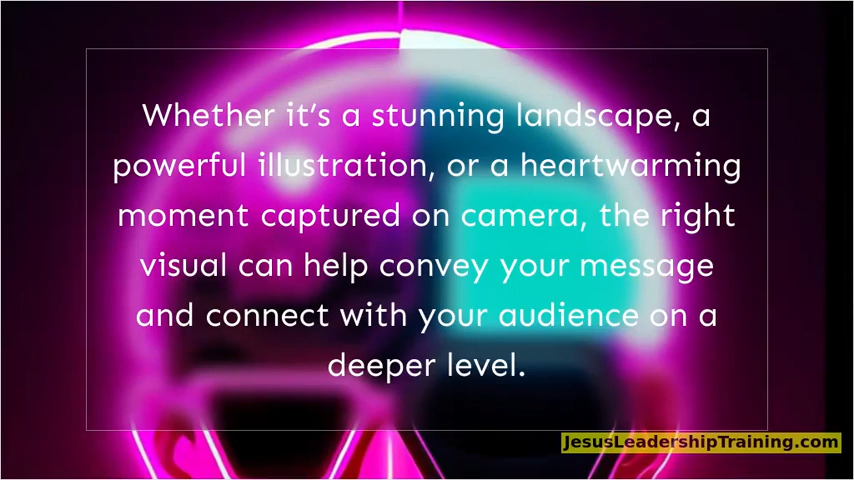 Whether it’s a stunning landscape, a
powerful illustration, or a heartwarming
moment captured on camera, the right
visual can help convey your message
and connect with your audience on a
deeper level.
JesusLeadershipTraining.com